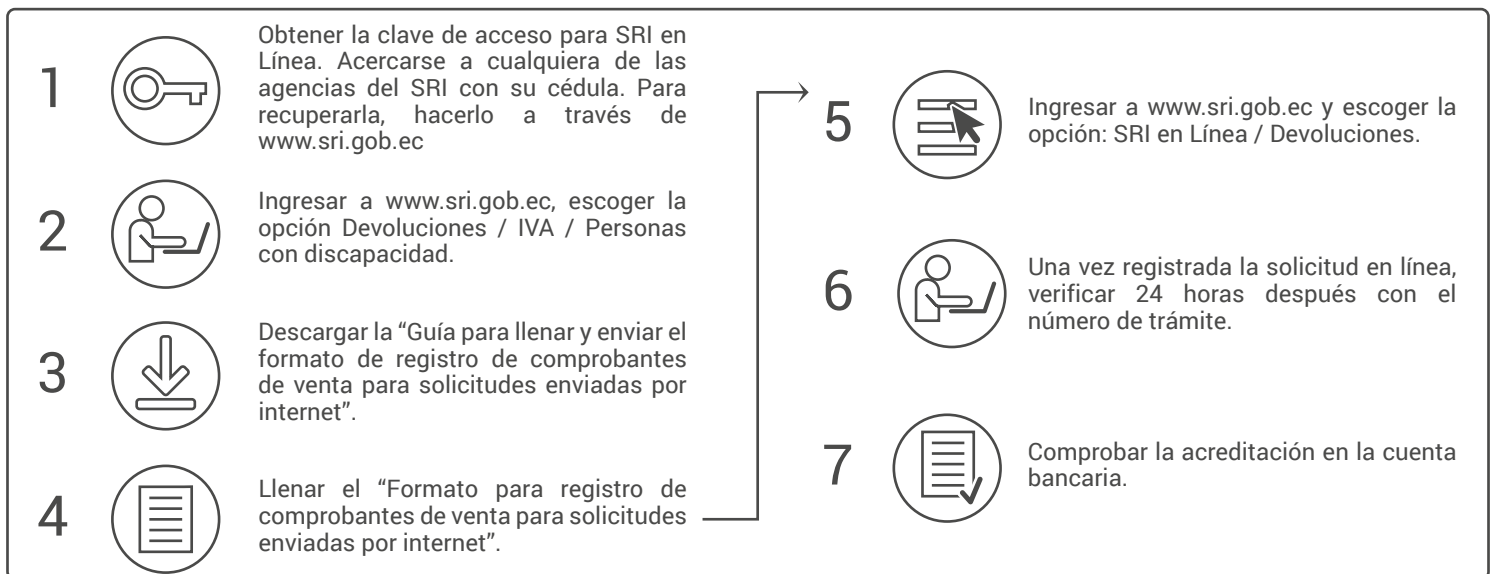 1
Obtener la clave de acceso para SRI en
Línea. Acercarse a cualquiera de las
agencias del SRI con su cédula. Para
recuperarla, hacerlo a través de
www.sri.gob.ec
2
Ingresar a www.sri.gob.ec, escoger la
opción Devoluciones / IVA / Personas
con discapacidad.
3
Descargar la “Guía para llenar y enviar el
formato de registro de comprobantes
de venta para solicitudes enviadas por
internet”.
4
Llenar el “Formato para registro de
comprobantes de venta para solicitudes
enviadas por internet”.
5
Ingresar a www.sri.gob.ec y escoger la
opción: SRI en Línea / Devoluciones.
6
Una vez registrada la solicitud en línea,
verificar 24 horas después con el
número de trámite.
7
Comprobar la acreditación en la cuenta
bancaria.